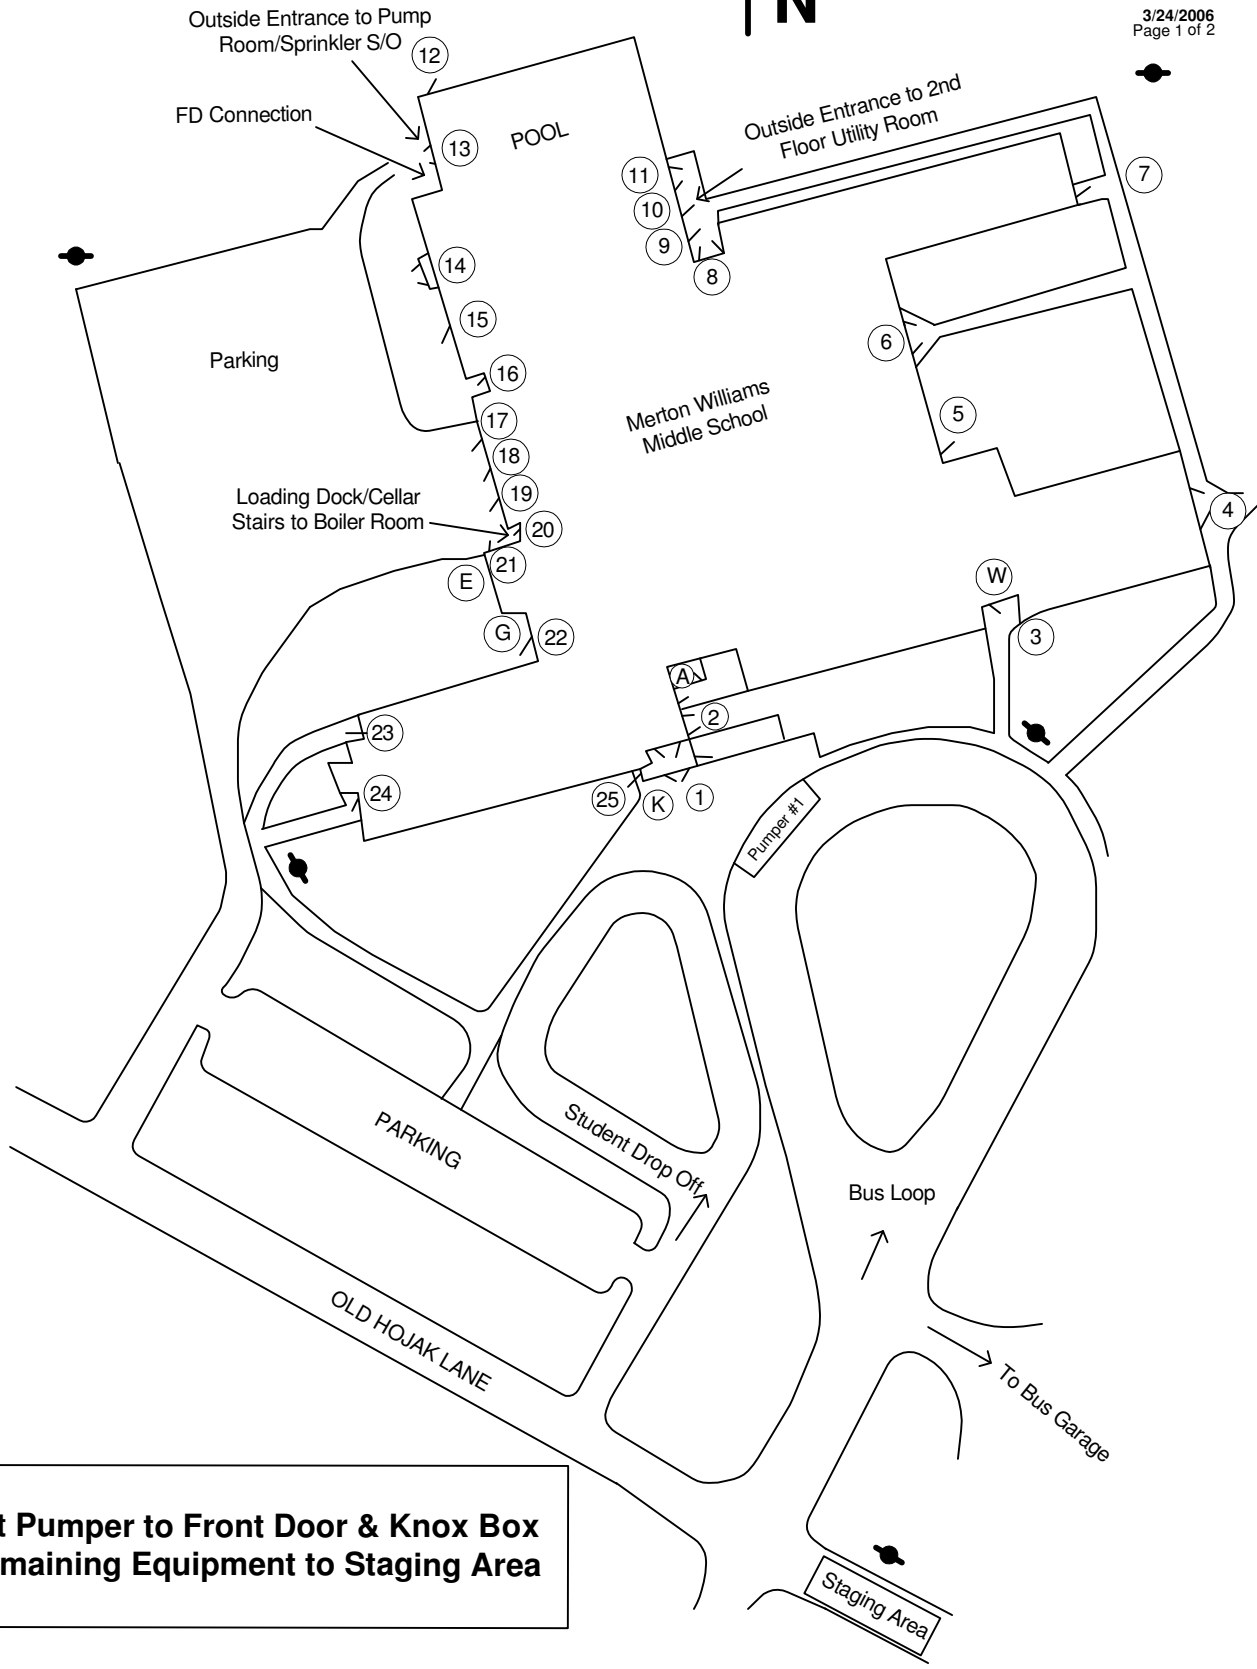 N
3/24/2006
Page 1 of 2
Outside Entrance to Pump
Room/Sprinkler S/O
12
FD Connection
13
POOL
Outside Entrance to 2nd
Floor Utility Room
11
10
9
8
7
14
15
16
17
18
19
20
21
22
Parking
Merton Williams
Middle School
6
5
4
Loading Dock/Cellar
Stairs to Boiler Room
E
G
W
3
A
2
23
24
25
K
1
Pumper #1
PARKING
Student Drop Off
Bus Loop
OLD HOJAK LANE
To Bus Garage
Pumper to Front Door & Knox Box
Equipment to Staging Area
Staging Area